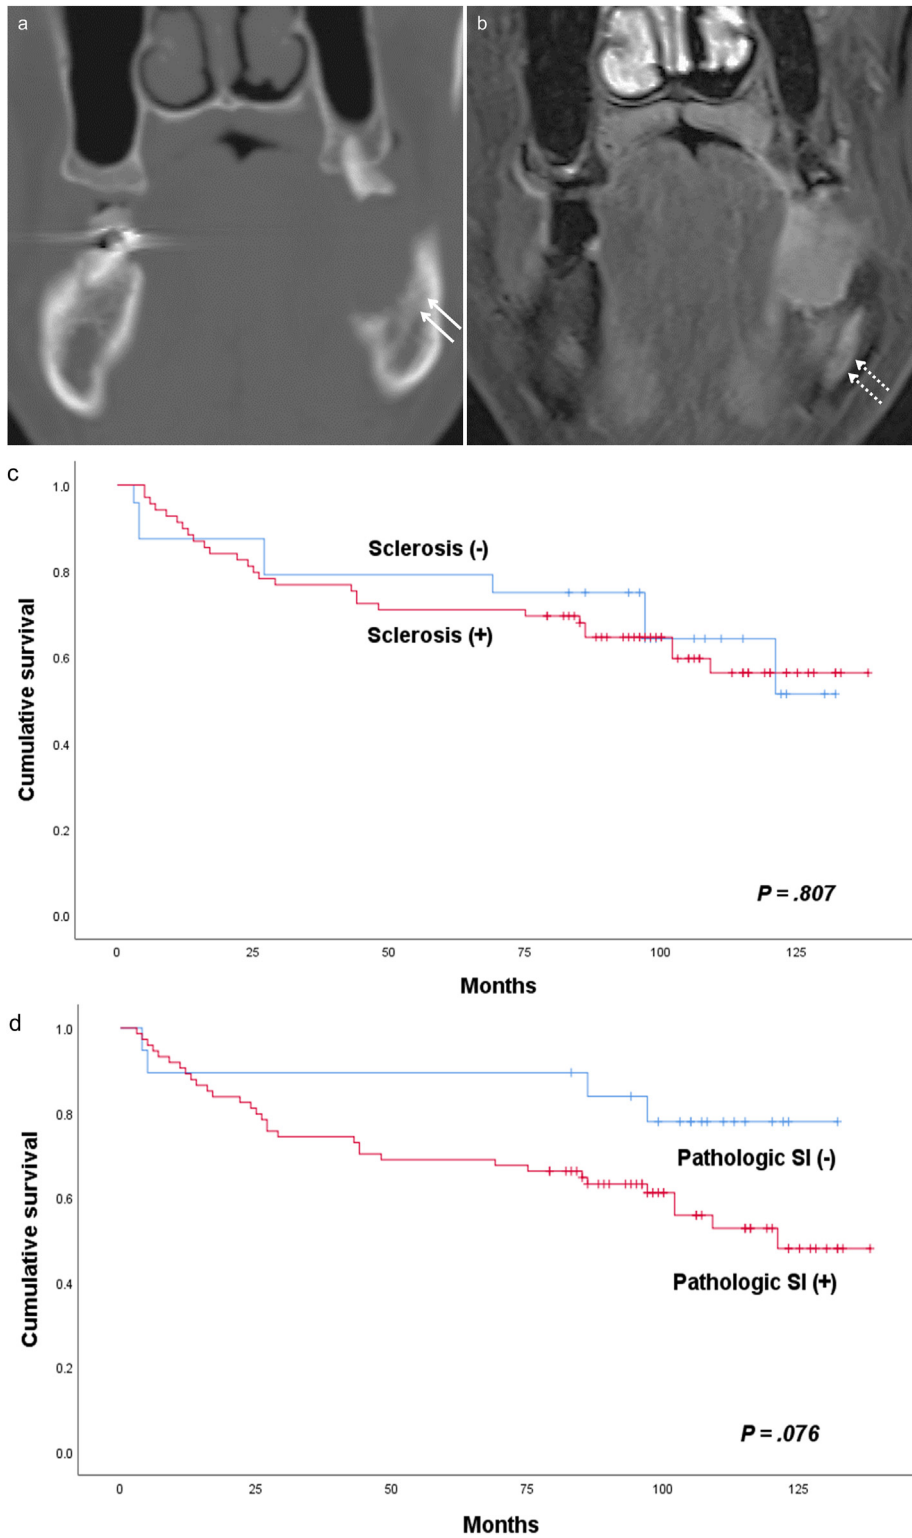 a
b
c
1.0
0.8
0.6
0.4
0.2
0.0
Cumulative survival
Sclerosis (-)
Sclerosis (+)
P = .807
0 25 50 75 100 125
Months
d
1.0
0.8
0.6
0.4
0.2
0.0
Cumulative survival
Pathologic SI (-)
Pathologic SI (+)
P = .076
0 25 50 75 100 125
Months